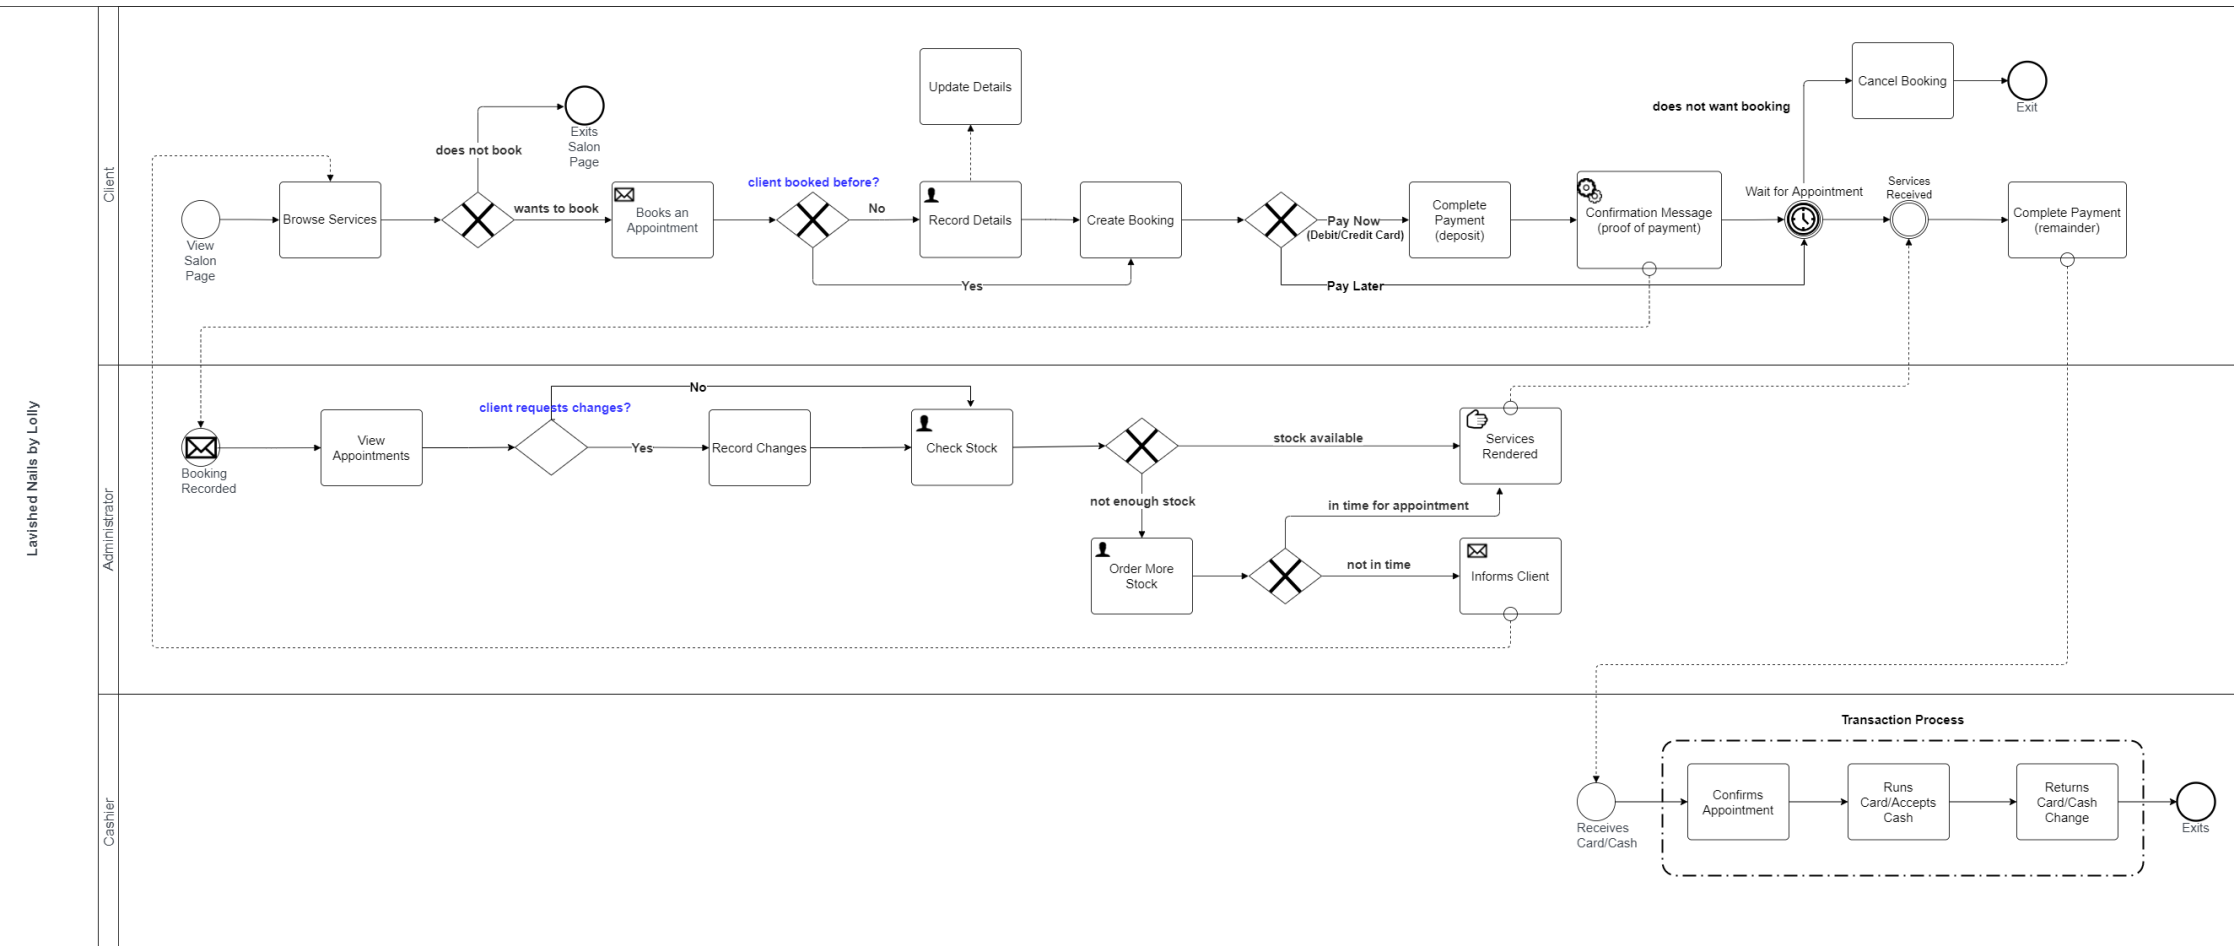 Lavished Nails by Lolly
Client
View
Salon
Page
Browse Services
does not book
Exits
Salon
Page
wants to book
Books an
Appointment
client booked before?
No
Yes
Update Details
Record Details
Create Booking
Pay Now
(Debit/Credit Card)
Pay Later
Complete
Payment
(deposit)
Confirmation Message
(proof of payment)
does not want booking
Wait for Appointment
Cancel Booking
Exit
Services
Received
Complete Payment
(remainder)
Administrator
Booking
Recorded
View
Appointments
client requests changes?
No
Yes
Record Changes
Check Stock
stock available
not enough stock
Services
Rendered
in time for appointment
Order More
Stock
not in time
Informs Client
Cashier
Transaction Process
Receives
Card/Cash
Confirms
Appointment
Runs
Card/Accepts
Cash
Returns
Card/Cash
Change
Exits